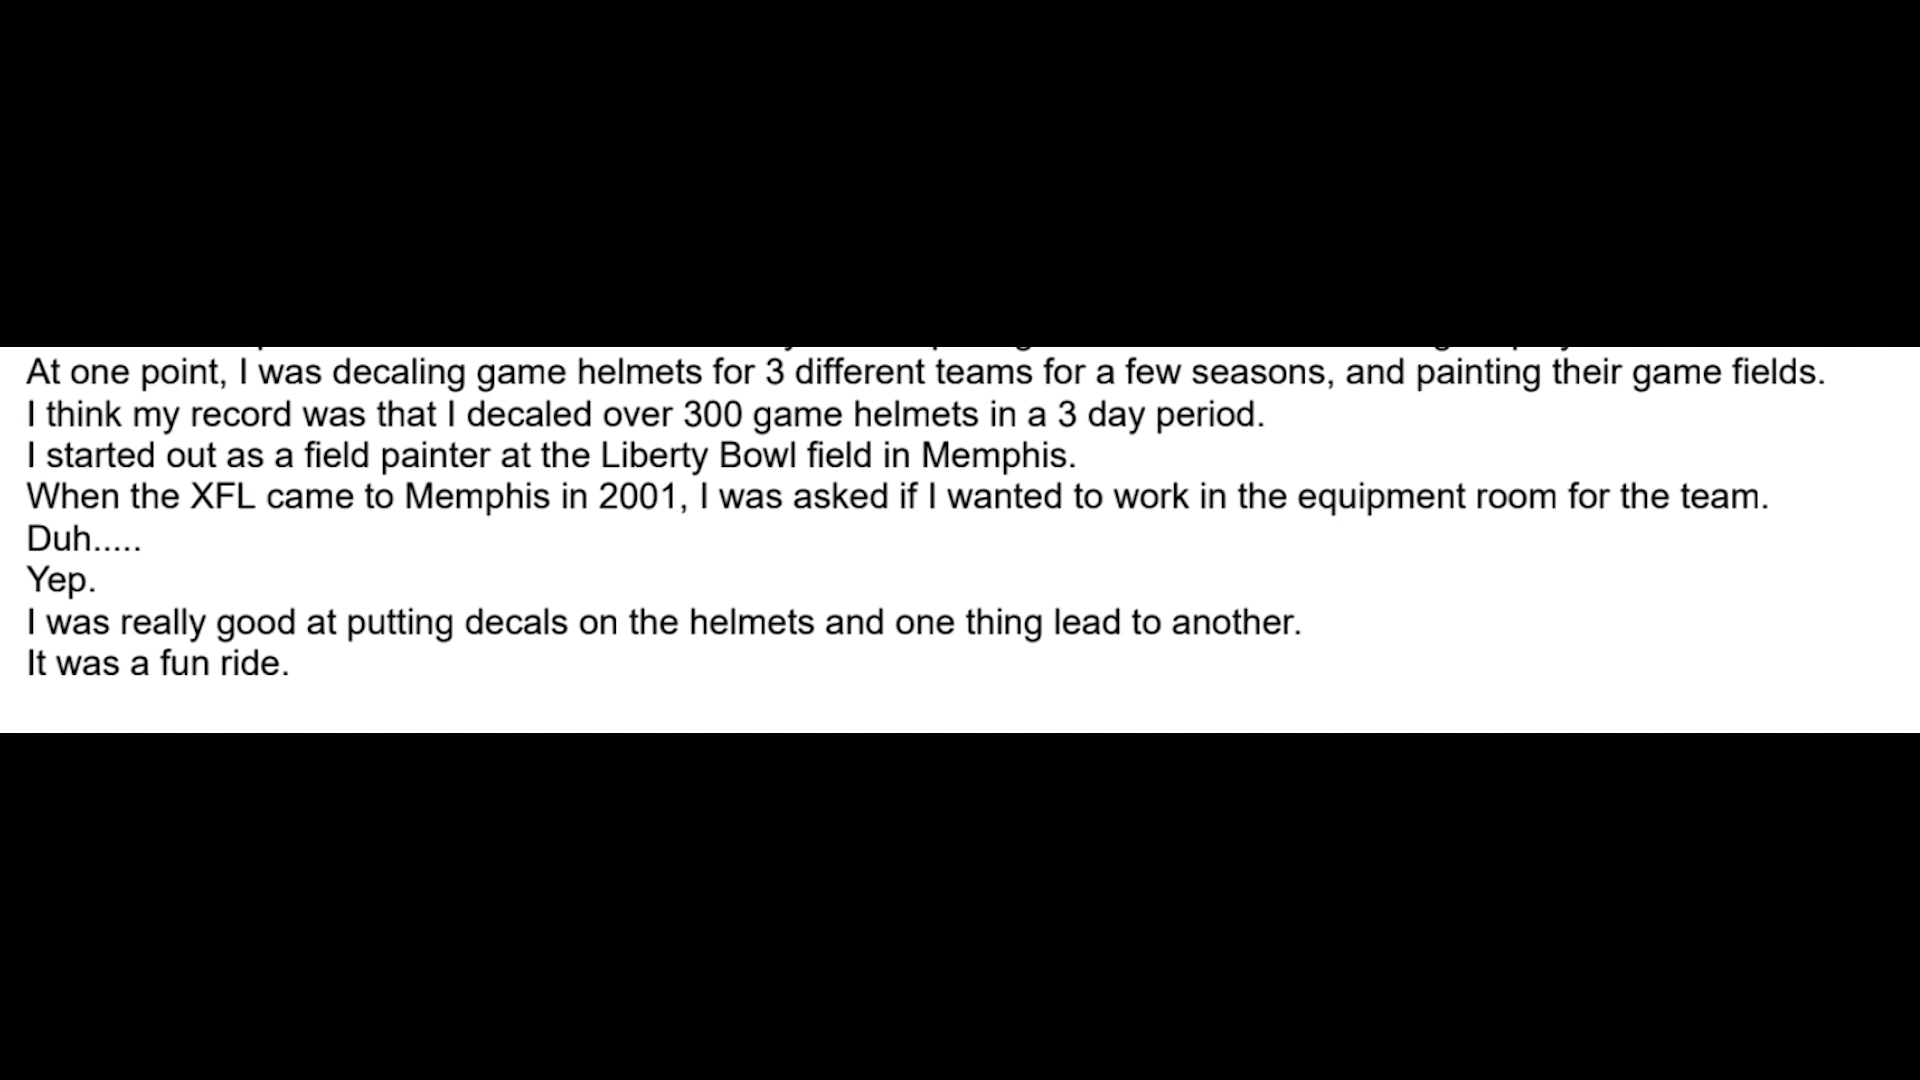 At one point, I was decaling game helmets for 3 different teams for a few seasons, and painting their game fields.
I think my record was that I decaled over 300 game helmets in a 3 day period.
I started out as a field painter at the Liberty Bowl field in Memphis.
When the XFL came to Memphis in 2001, I was asked if I wanted to work in the equipment room for the team.
Duh.....
Yep.
I was really good at putting decals on the helmets and one thing lead to another.
It was a fun ride.